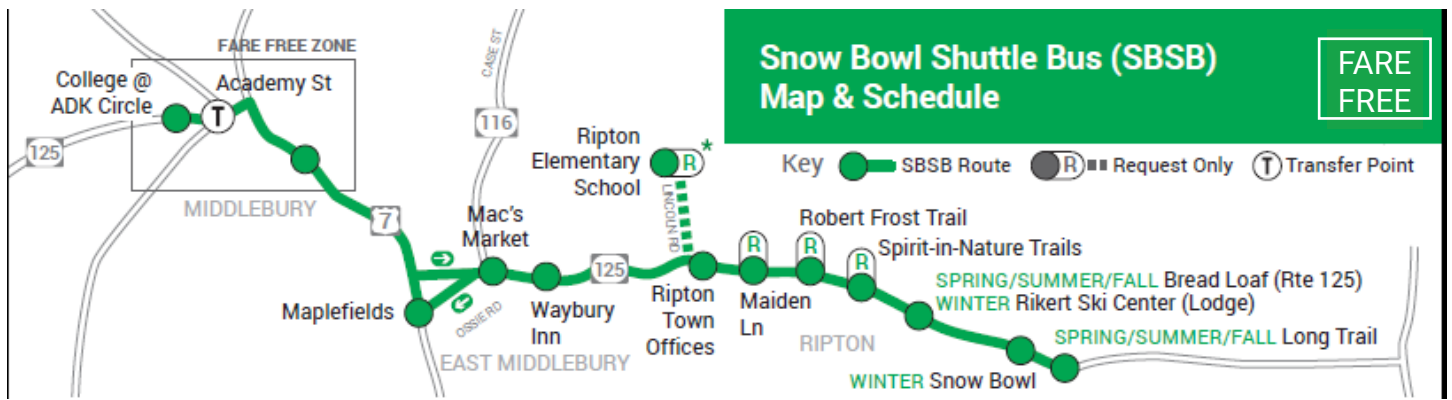 Snow Bowl Shuttle Bus (SBSB)
Map & Schedule
FARE
FREE
Key
SBSB Route
R
Request Only
T
Transfer Point
FARE FREE ZONE
College @
ADK Circle
Academy St
T
125
MIDDLEBURY
7
CASE ST
116
Mac's
Market
Maplefields
OSSIE RD
Waybury
Inn
EAST MIDDLEBURY
125
Ripton
Elementary
School
R
*
LINCOLN RD
Ripton
Town
Offices
R
Maiden
Ln
R
Robert Frost Trail
R
Spirit-in-Nature Trails
RIPTON
SPRING/SUMMER/FALL Bread Loaf (Rte 125)
WINTER Rikert Ski Center (Lodge)
SPRING/SUMMER/FALL Long Trail
WINTER Snow Bowl